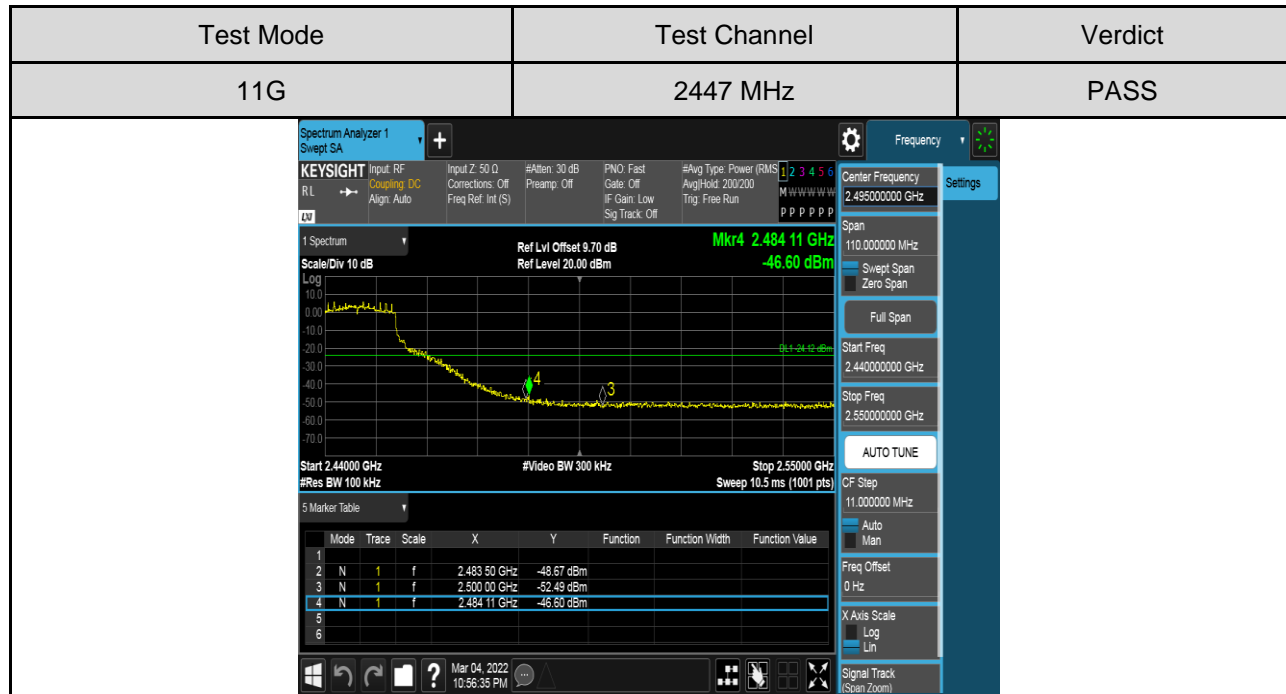 Test Mode Test Channel Verdict
11G 2447 MHz PASS
Spectrum Analyzer 1
Swept SA
+
Frequency
KEYSIGHT Input: RF Input Z: 50 Ω #Atten: 30 dB PNO: Fast #Avg Type: Power (RMS 1 2 3 4 5 6
RL Coupling: DC Corrections: Off Preamp: Off Gate: Off Avg|Hold: 200/200 M W W W W W
Align: Auto Freq Ref: Int (S) IF Gain: Low Trig: Free Run
LXI Sig Track: Off P P P P P P
Center Frequency
2.495000000 GHz
Settings
1 Spectrum
Ref Lvl Offset 9.70 dB Mkr4 2.484 11 GHz
Scale/Div 10 dB Ref Level 20.00 dBm -46.60 dBm
Log
10.0
0.00
-10.0
-20.0
-30.0
-40.0
-50.0
-60.0
-70.0
DL1 -24.12 dBm
4
3
Start 2.44000 GHz #Video BW 300 kHz Stop 2.55000 GHz
#Res BW 100 kHz Sweep 10.5 ms (1001 pts)
Span
110.000000 MHz
Swept Span
Zero Span
Full Span
Start Freq
2.440000000 GHz
Stop Freq
2.550000000 GHz
AUTO TUNE
CF Step
11.000000 MHz
Auto
Man
Freq Offset
0 Hz
X Axis Scale
Log
Lin
Signal Track
(Span Zoom)
5 Marker Table
Mode Trace Scale X Y Function Function Width Function Value
1
2 N 1 f 2.483 50 GHz -48.67 dBm
3 N 1 f 2.500 00 GHz -52.49 dBm
4 N 1 f 2.484 11 GHz -46.60 dBm
5
6
? Mar 04, 2022
10:56:35 PM